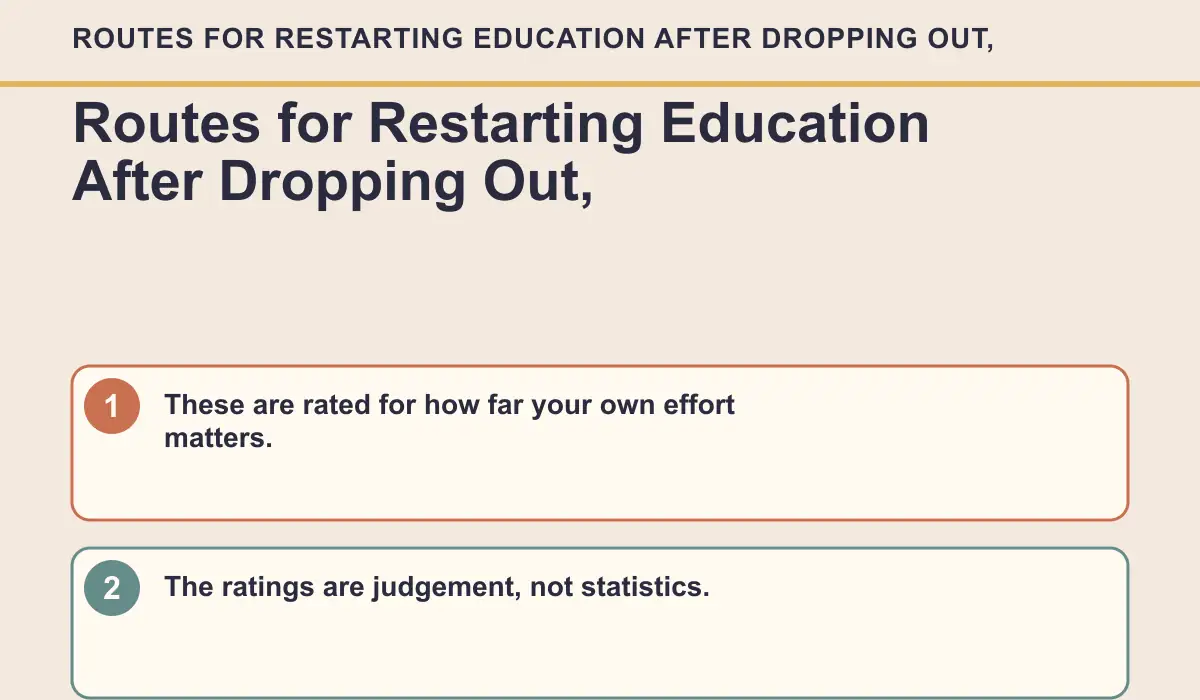 ROUTES FOR RESTARTING EDUCATION AFTER DROPPING OUT,
Routes for Restarting Education
After Dropping Out,
1
These are rated for how far your own effort
matters.
2
The ratings are judgement, not statistics.